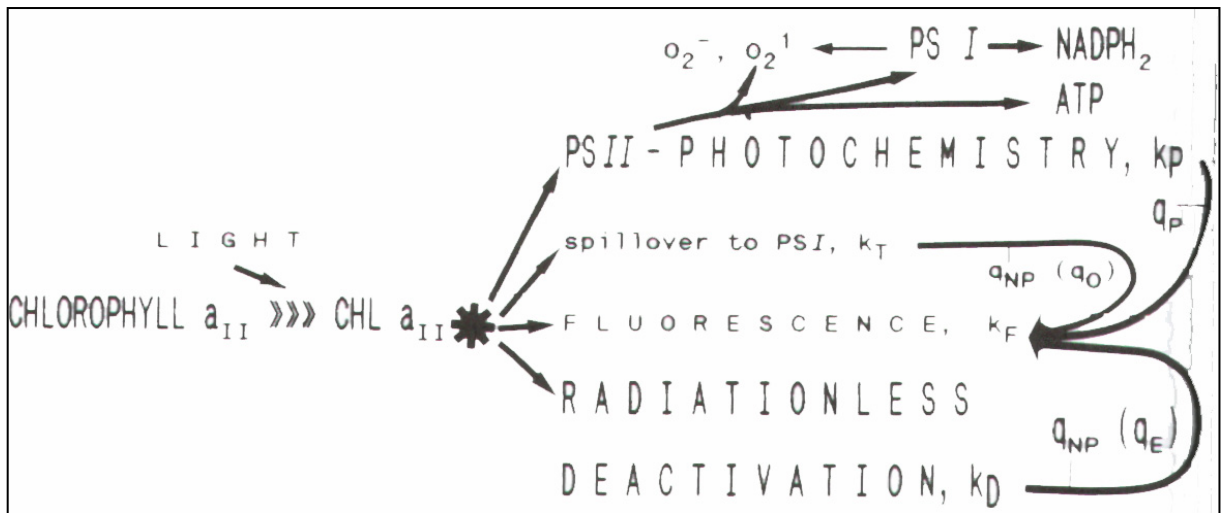 O₂⁻, O₂¹ ← PS I → NADPH₂
ATP
PSII - PHOTOCHEMISTRY, kp
qP
LIGHT
spillover to PSI, kT
qNP (qO)
CHLOROPHYLL aII >>> CHL aII *
FLUORESCENCE, kF
RADIATIONLESS
qNP (qE)
DEACTIVATION, kD